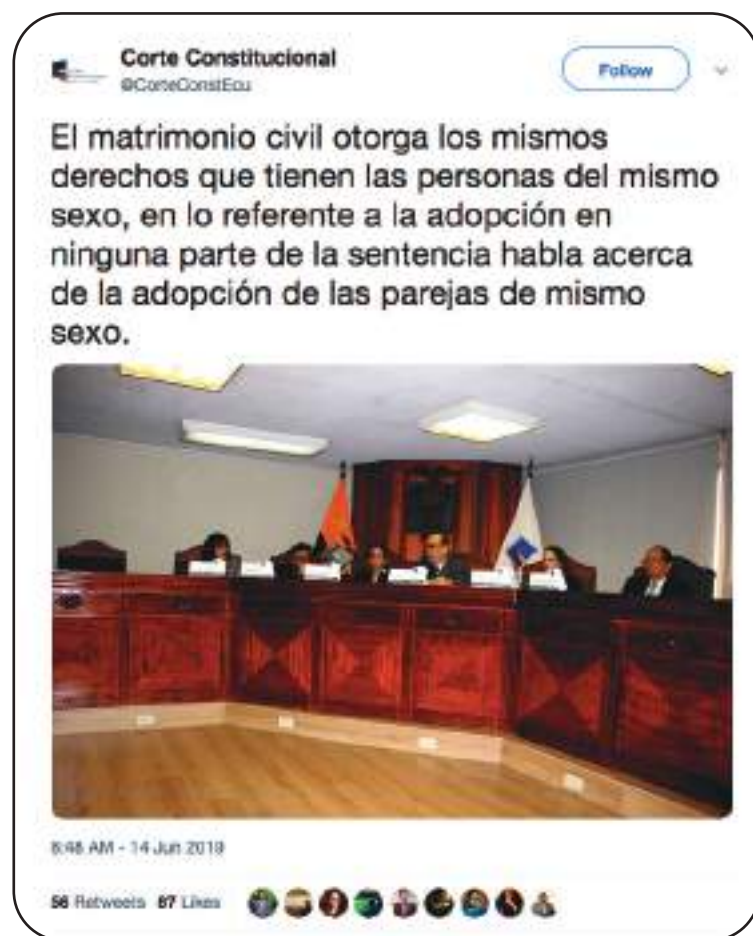 Corte Constitucional
@CorteConstEcu
Follow
El matrimonio civil otorga los mismos
derechos que tienen las personas del mismo
sexo, en lo referente a la adopción en
ninguna parte de la sentencia habla acerca
de la adopción de las parejas de mismo
sexo.
8:48 AM - 14 Jun 2019
56 Retweets 87 Likes